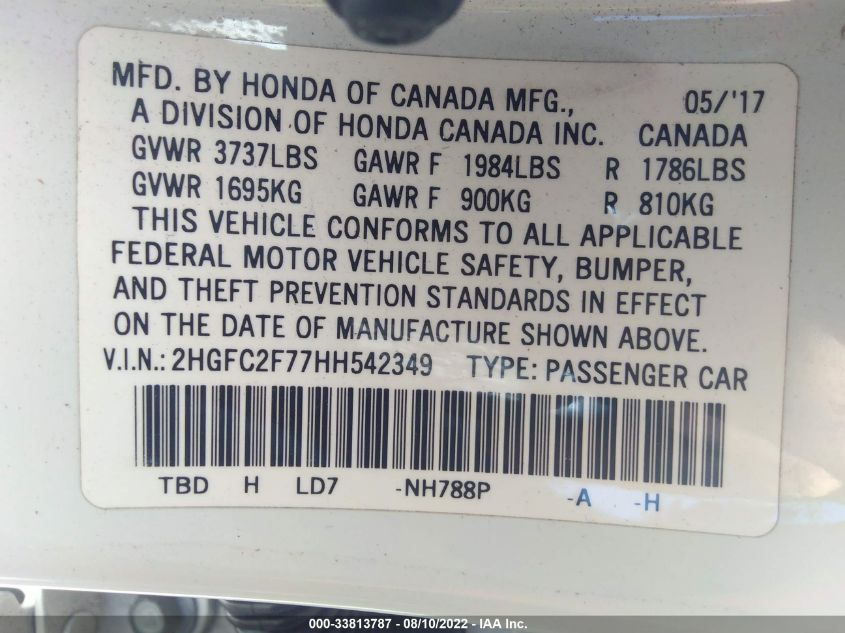 MFD. BY HONDA OF CANADA MFG., 05/'17
A DIVISION OF HONDA CANADA INC. CANADA
GVWR 3737LBS GAWR F 1984LBS R 1786LBS
GVWR 1695KG GAWR F 900KG R 810KG
THIS VEHICLE CONFORMS TO ALL APPLICABLE
FEDERAL MOTOR VEHICLE SAFETY, BUMPER,
AND THEFT PREVENTION STANDARDS IN EFFECT
ON THE DATE OF MANUFACTURE SHOWN ABOVE.
V.I.N.: 2HGFC2F77HH542349 TYPE: PASSENGER CAR
TBD H LD7 -NH788P -A -H
000-33813787 - 08/10/2022 - IAA Inc.